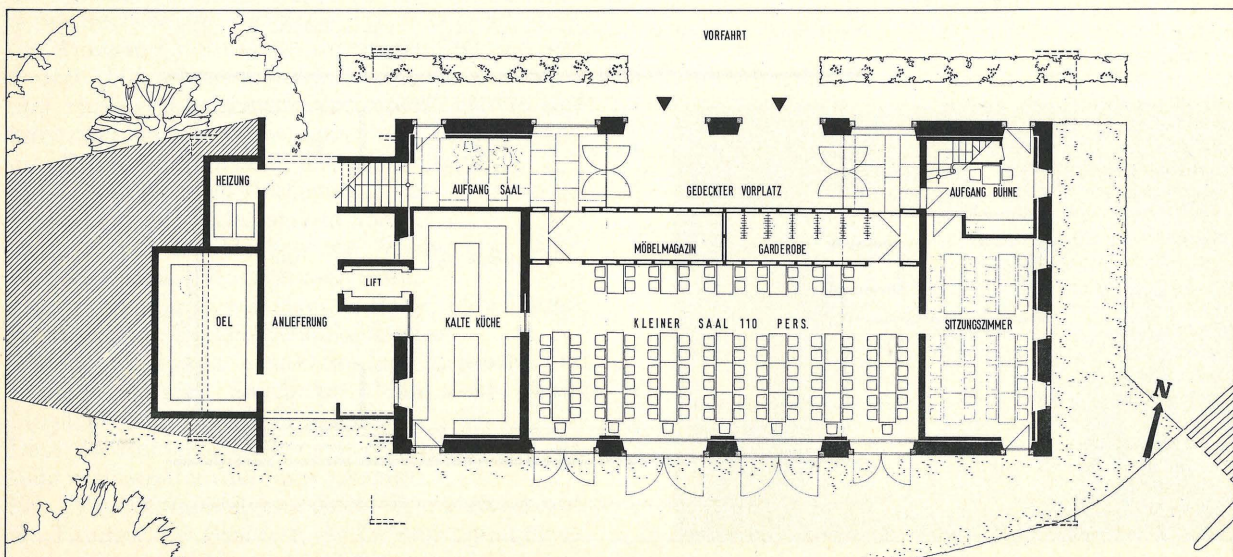 VORFAHRT
HEIZUNG
AUFGANG SAAL
GEDECKTER VORPLATZ
AUFGANG BÜHNE
MÖBELMAGAZIN
GARDEROBE
LIFT
OEL
ANLIEFERUNG
KALTE KÜCHE
KLEINER SAAL 110 PERS.
SITZUNGSZIMMER
N